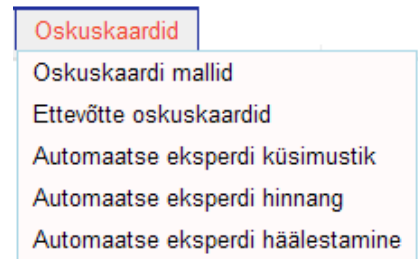 Oskuskaardid
Oskuskaardi mallid
Ettevõtte oskuskaardid
Automaatse eksperdi küsimustik
Automaatse eksperdi hinnang
Automaatse eksperdi häälestamine